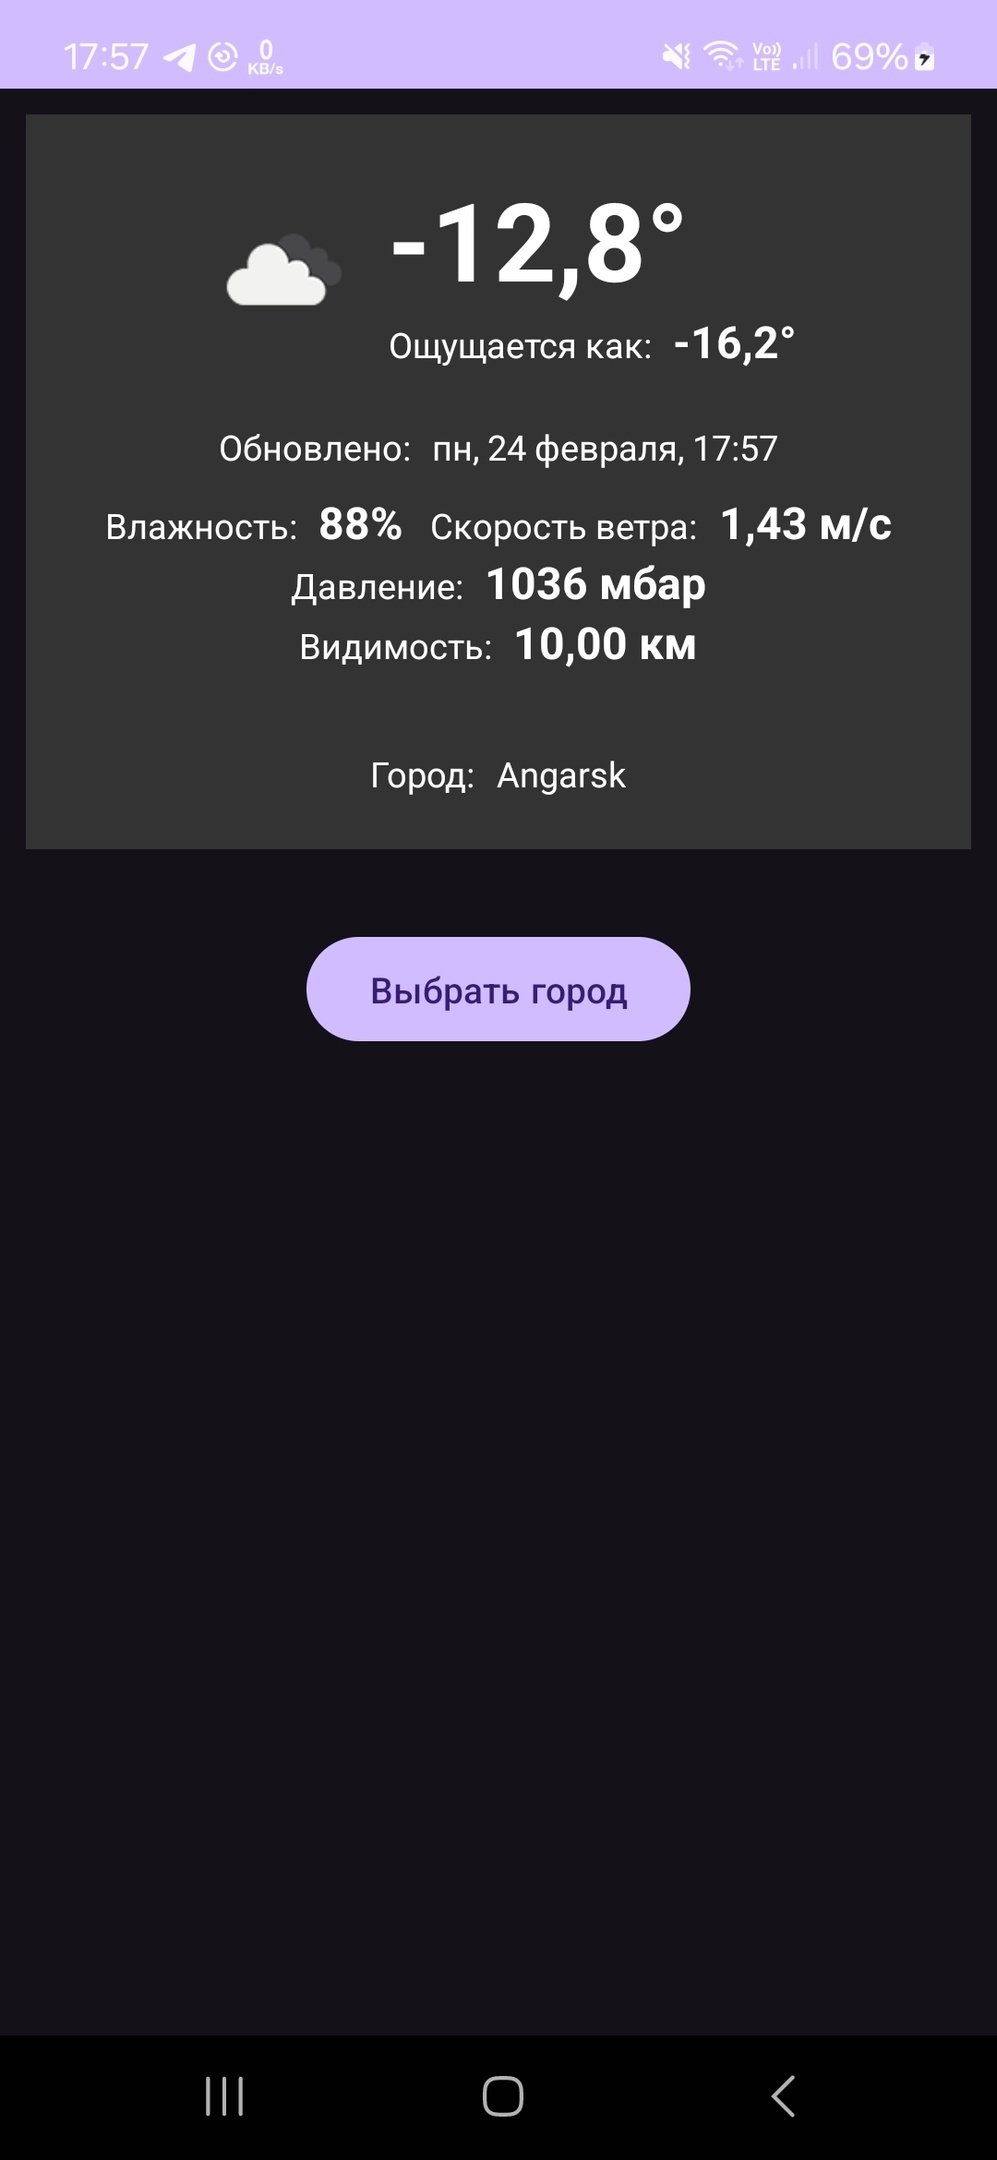 17:57 0 KB/s Vo)) LTE 69%
-12,8°
Ощущается как: -16,2°
Обновлено: пн, 24 февраля, 17:57
Влажность: 88% Скорость ветра: 1,43 м/с
Давление: 1036 мбар
Видимость: 10,00 км
Город: Angarsk
Выбрать город